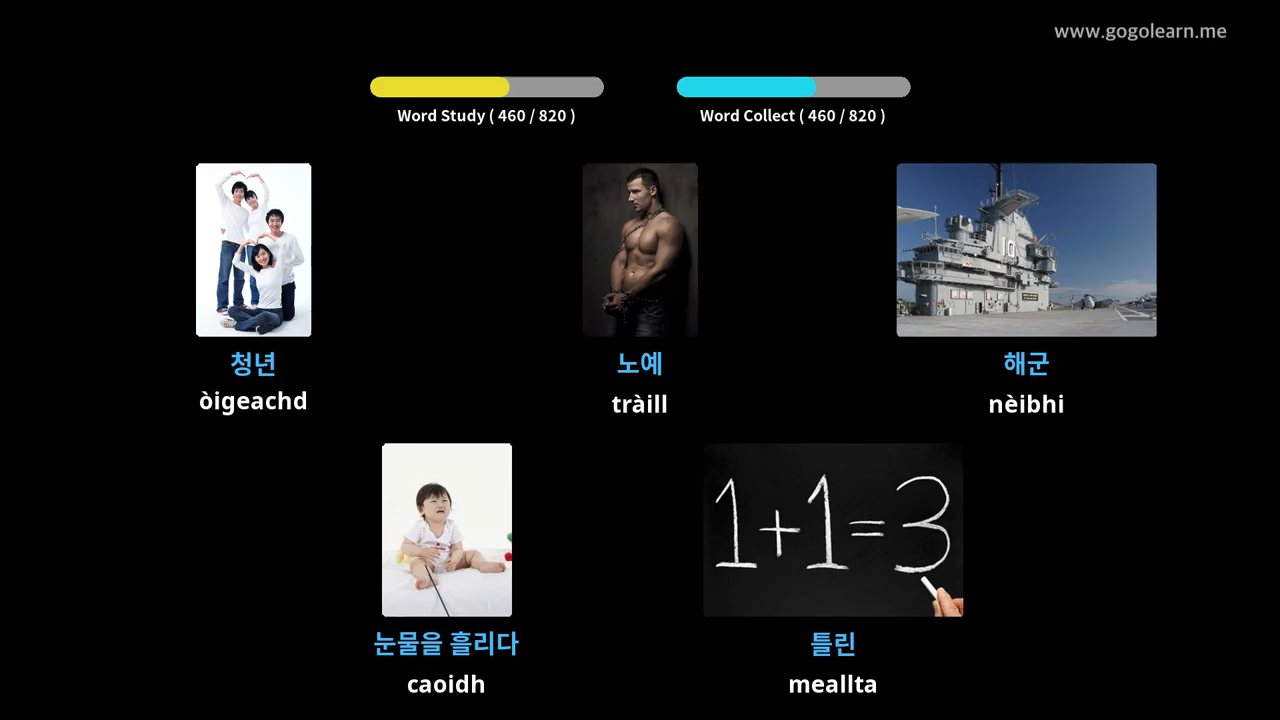 www.gogolearn.me
Word Study ( 460 / 820 )
Word Collect ( 460 / 820 )
10
청년
òigeachd
노예
tràill
해군
nèibhi
1+1=3
눈물을 흘리다
caoidh
틀린
meallta